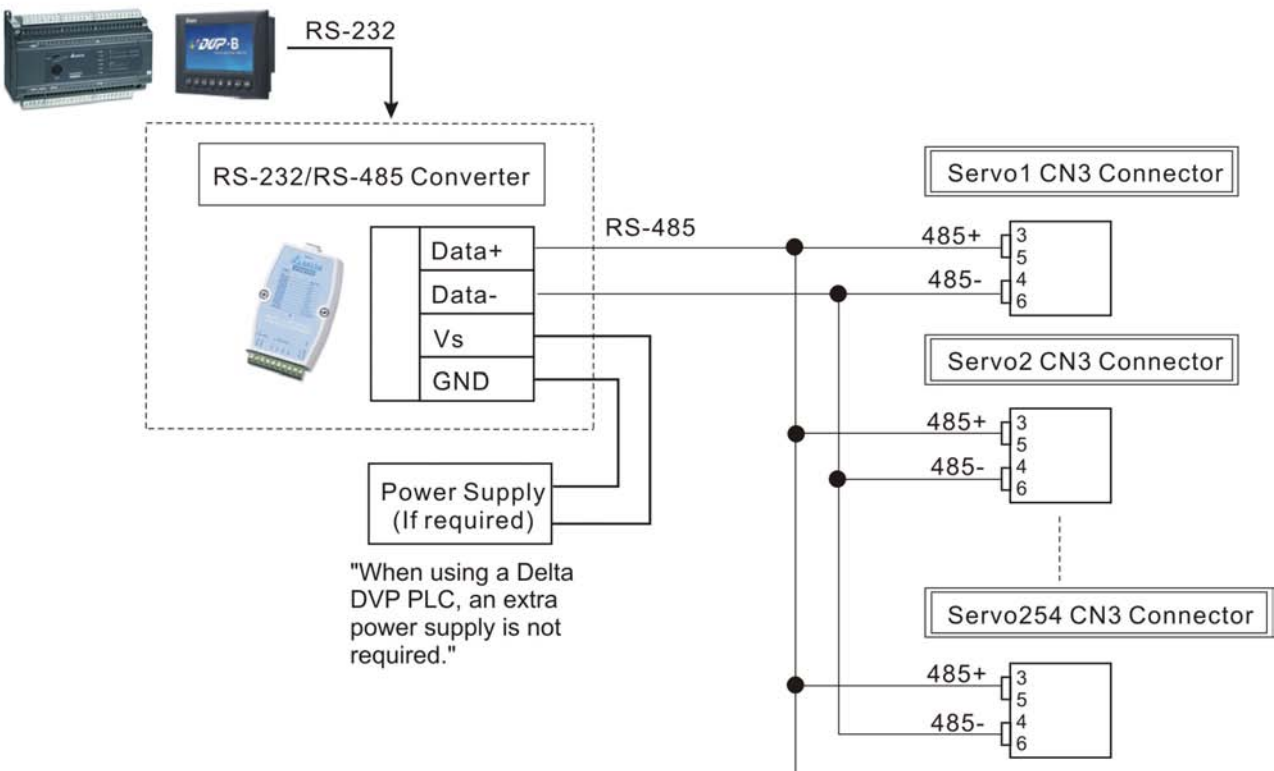 RS-232
DVP-B
RS-232/RS-485 Converter
Data+
Data-
Vs
GND
RS-485
Power Supply
(If required)
"When using a Delta
DVP PLC, an extra
power supply is not
required."
Servo1 CN3 Connector
485+
3
5
485-
4
6
Servo2 CN3 Connector
485+
3
5
485-
4
6
Servo254 CN3 Connector
485+
3
5
485-
4
6